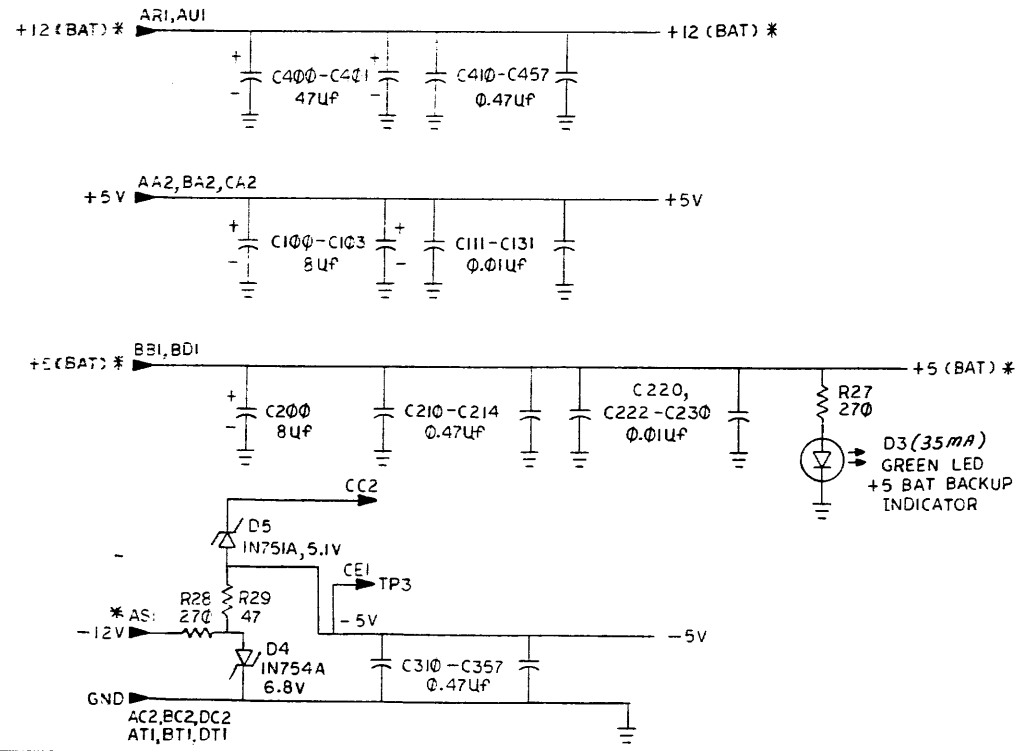 AR1,AU1
+12(BAT)* +12(BAT)*
+ +
C400-C401 C410-C457
47Uf 0.47Uf
- -
AA2,BA2,CA2
+5V +5V
+ +
C100-C103 C111-C131
8Uf 0.01Uf
- -
BB1,BD1
+5(BAT)* +5(BAT)*
+
C200 C210-C214 C220,
8Uf 0.47Uf C222-C230
- 0.01Uf
R27
270
D3(35mA)
GREEN LED
+5 BAT BACKUP
INDICATOR
CC2
D5
IN751A,5.1V
-
CE1
TP3
R28 R29
270 47
* AS1
-12V
-5V
-5V
D4
IN754A
6.8V
C310-C357
0.47Uf
GND
AC2,BC2,DC2
AT1,BT1,DT1